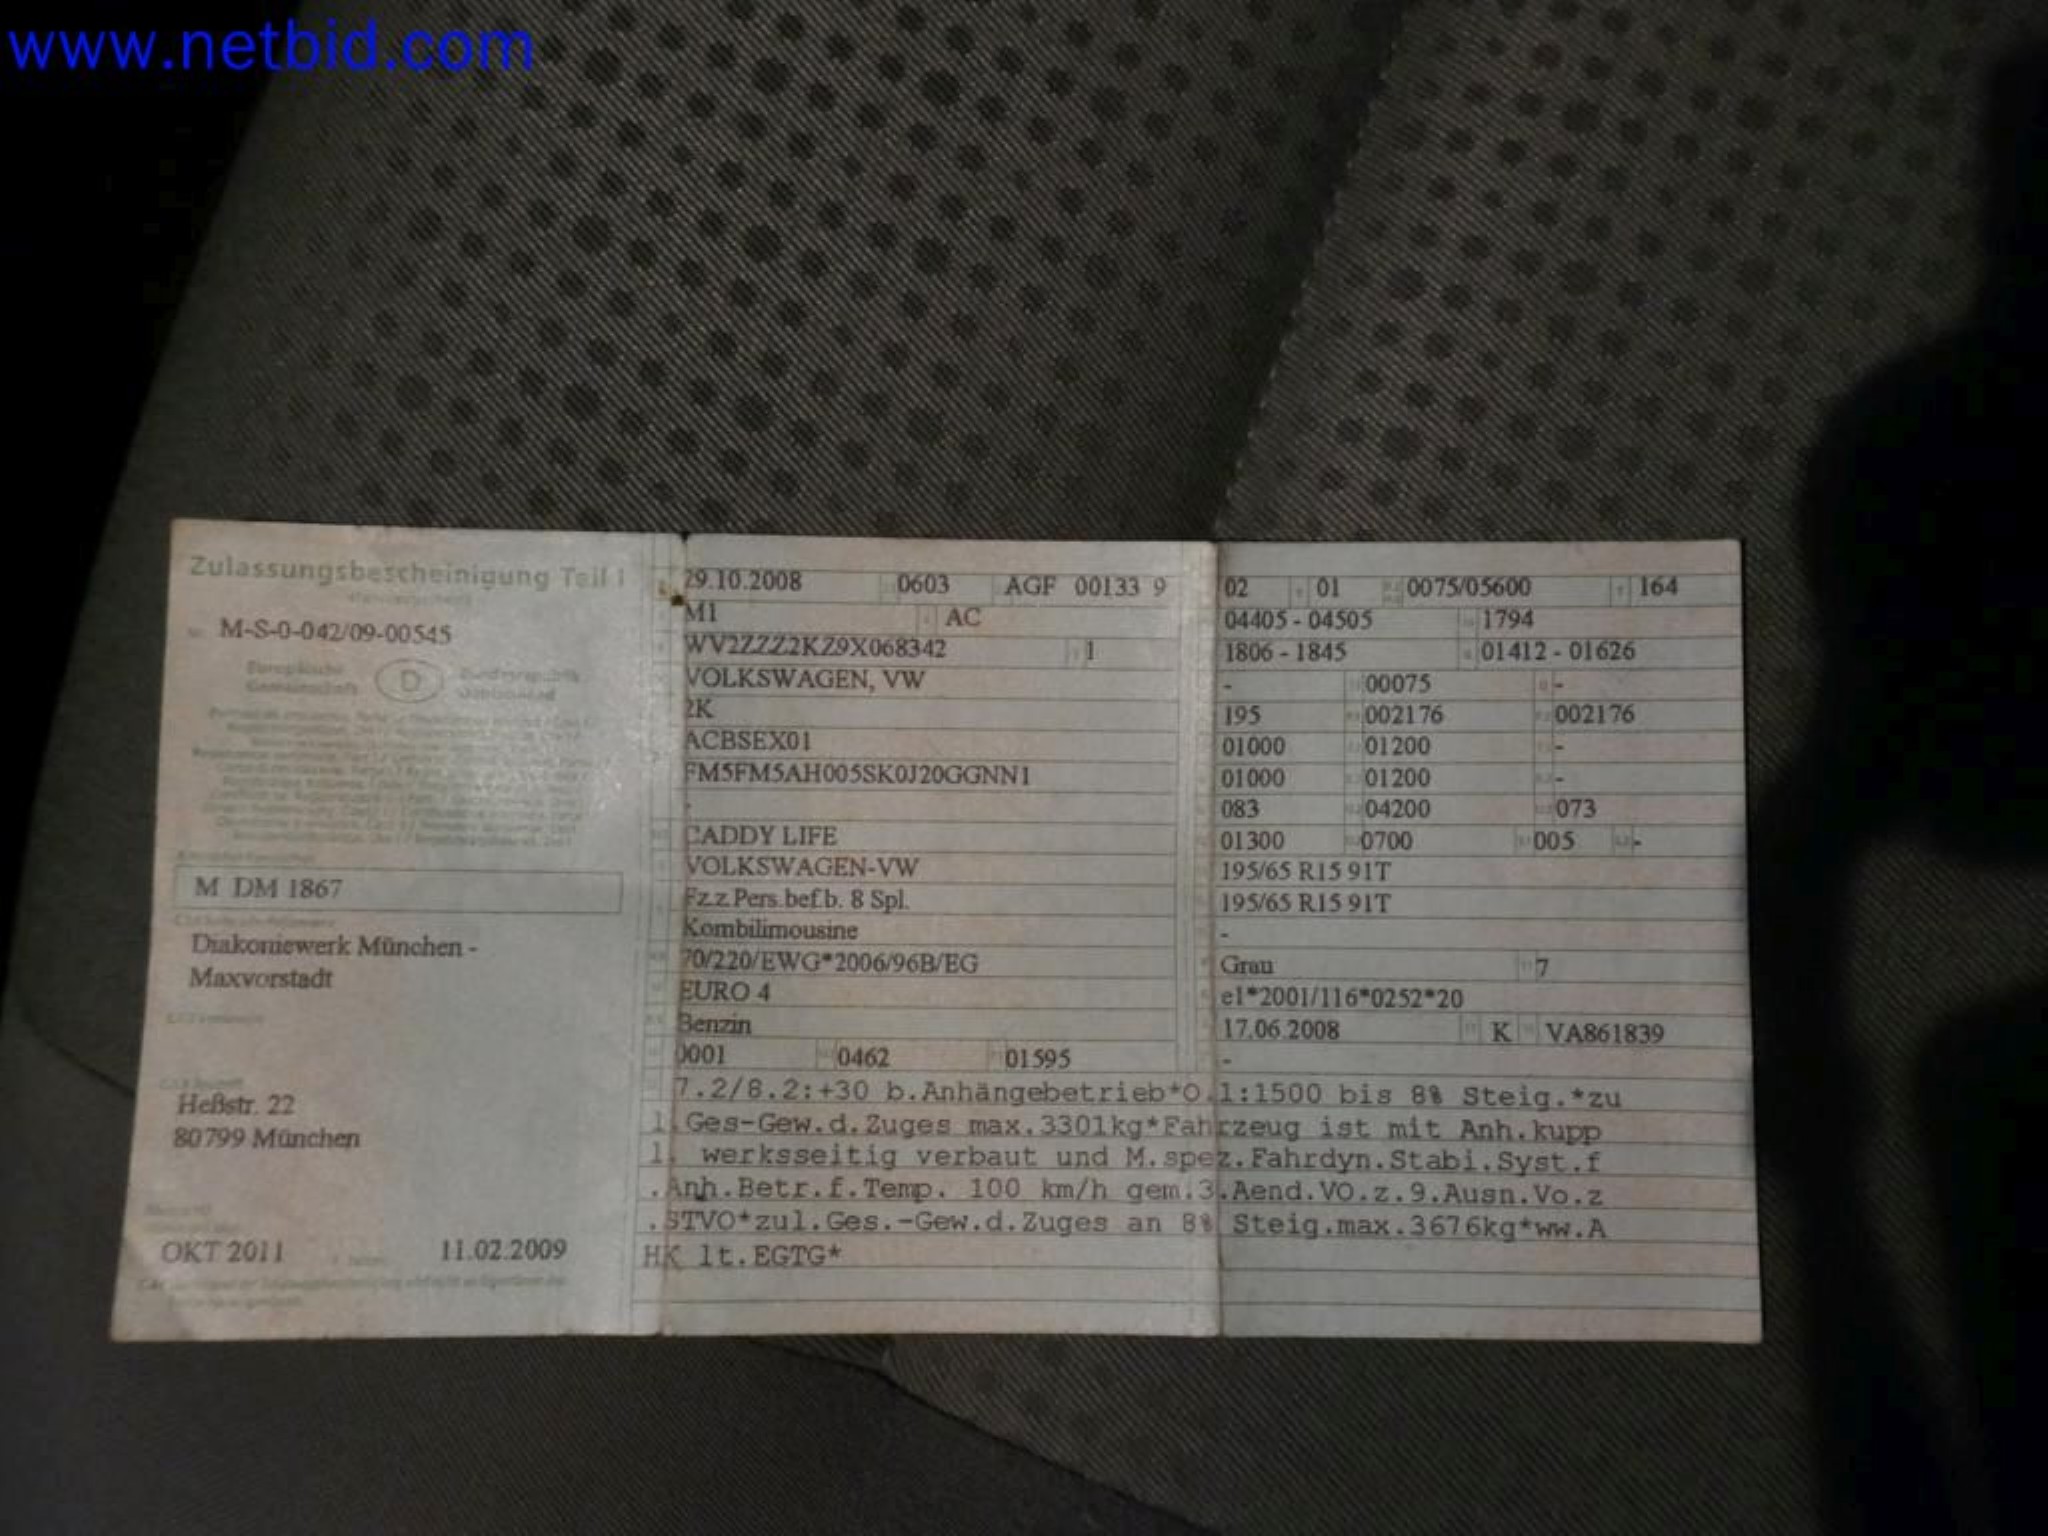 www.netbid.com
Zulassungsbescheinigung Teil I
M-S-0-042/09-00545
Europäische
Gemeinschaft
D
Bundesrepublik
Deutschland
M DM 1867
Diakoniewerk München -
Maxvorstadt
Heßstr. 22
80799 München
OKT 2011 11.02.2009
29.10.2008 0603 AGF 00133 9
M1 AC
WV2ZZZ2KZ9X068342 1
VOLKSWAGEN, VW
2K
ACBSEX01
FM5FM5AH005SK0J20GGNN1
-
CADDY LIFE
VOLKSWAGEN-VW
Fz.z.Pers.bef.b. 8 Spl.
Kombilimousine
70/220/EWG*2006/96B/EG
EURO 4
Benzin
0001 0462 01595
02 01 0075/05600 164
04405 - 04505 1794
1806 - 1845 01412 - 01626
- 00075 -
195 002176 002176
01000 01200 -
01000 01200 -
083 04200 073
01300 0700 005 -
195/65 R15 91T
195/65 R15 91T
-
Grau 7
e1*2001/116*0252*20
17.06.2008 K VA861839
-
7.2/8.2:+30 b.Anhängebetrieb*O.1:1500 bis 8% Steig.*zu
l.Ges-Gew.d.Zuges max.3301kg*Fahrzeug ist mit Anh.kupp
l. werksseitig verbaut und M.spez.Fahrdyn.Stabi.Syst.f
.Anh.Betr.f.Temp. 100 km/h gem.3.Aend.VO.z.9.Ausn.Vo.z
.STVO*zul.Ges.-Gew.d.Zuges an 8% Steig.max.3676kg*ww.A
HK lt.EGTG*